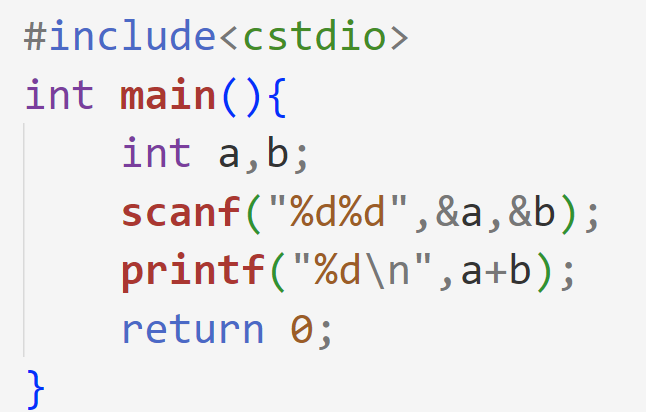 #include<cstdio>
int main(){
    int a,b;
    scanf("%d%d",&a,&b);
    printf("%d\n",a+b);
    return 0;
}